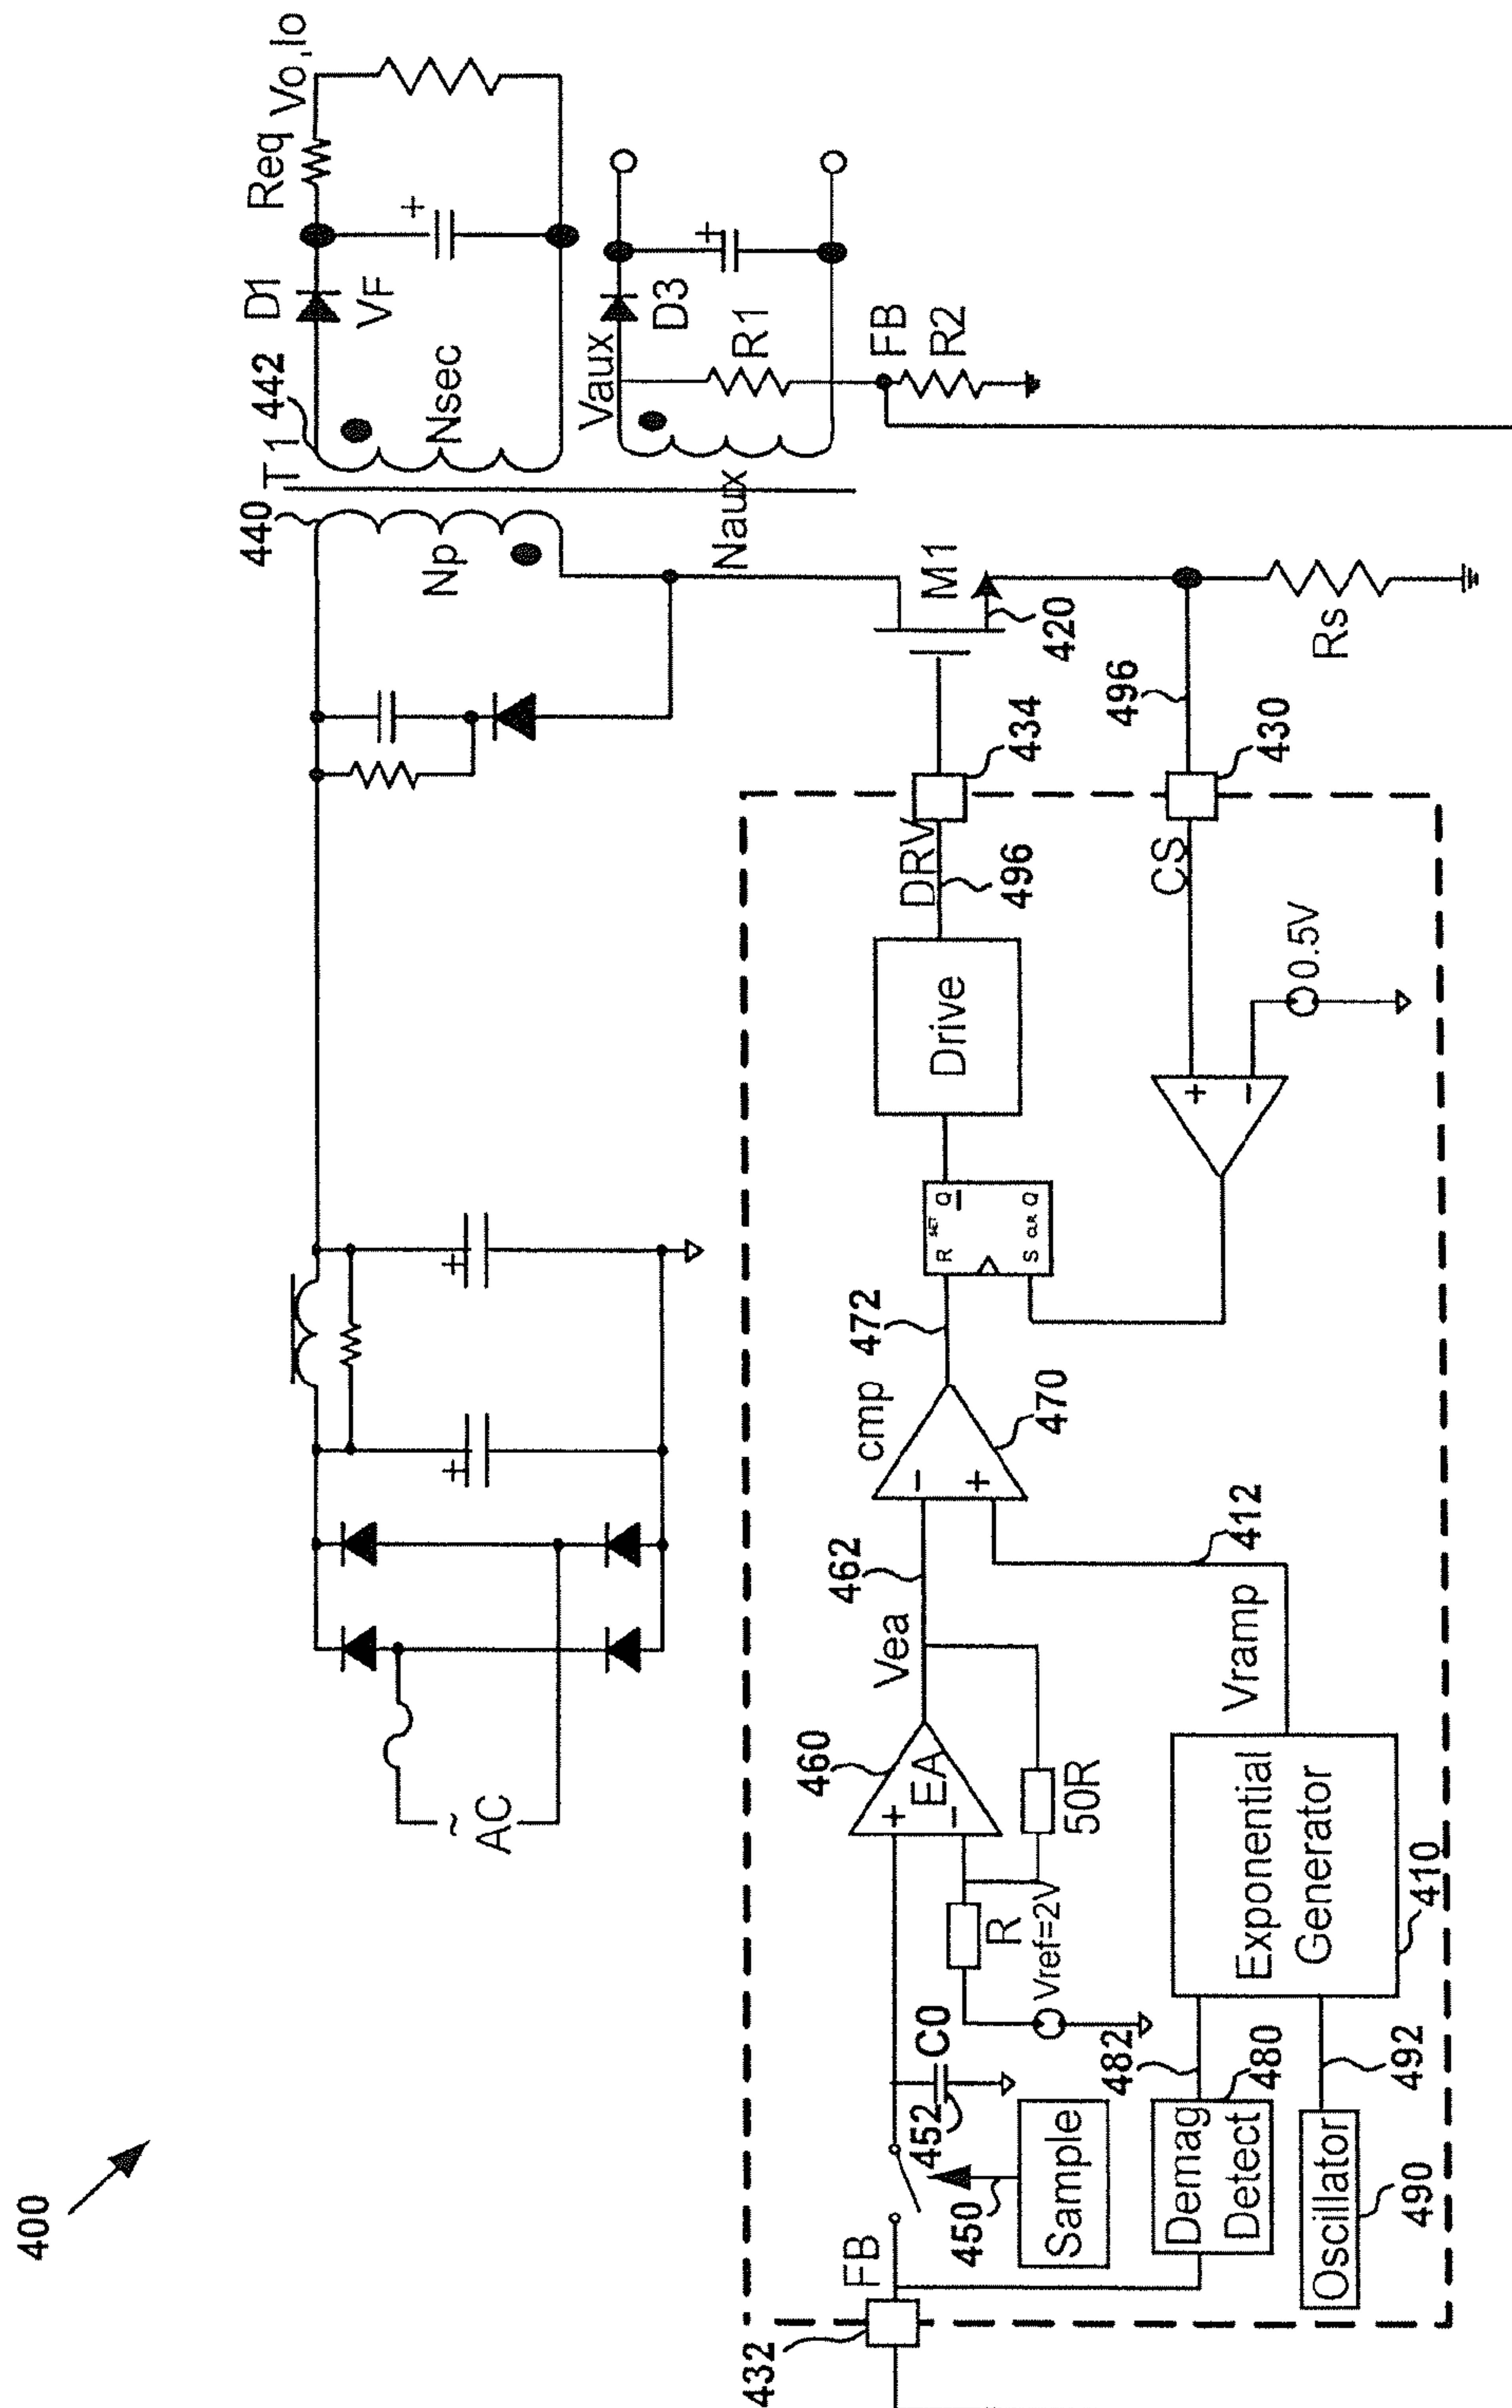 400
~
AC
T1
440
442
Np
Nsec
Naux
D1
VF
Req
Vo,Io
+
+
+
+
Vaux
D3
R1
FB
R2
M1
420
Rs
496
434
430
DRV
496
CS
Drive
0.5V
+
−
R
SET
Q
S
CLR
Q
472
cmp
470
−
+
462
Vea
412
Vramp
460
EA
+
−
50R
R
Vref=2V
C0
452
450
Sample
FB
432
482
480
Demag
Detect
Exponential
Generator
410
492
Oscillator
490